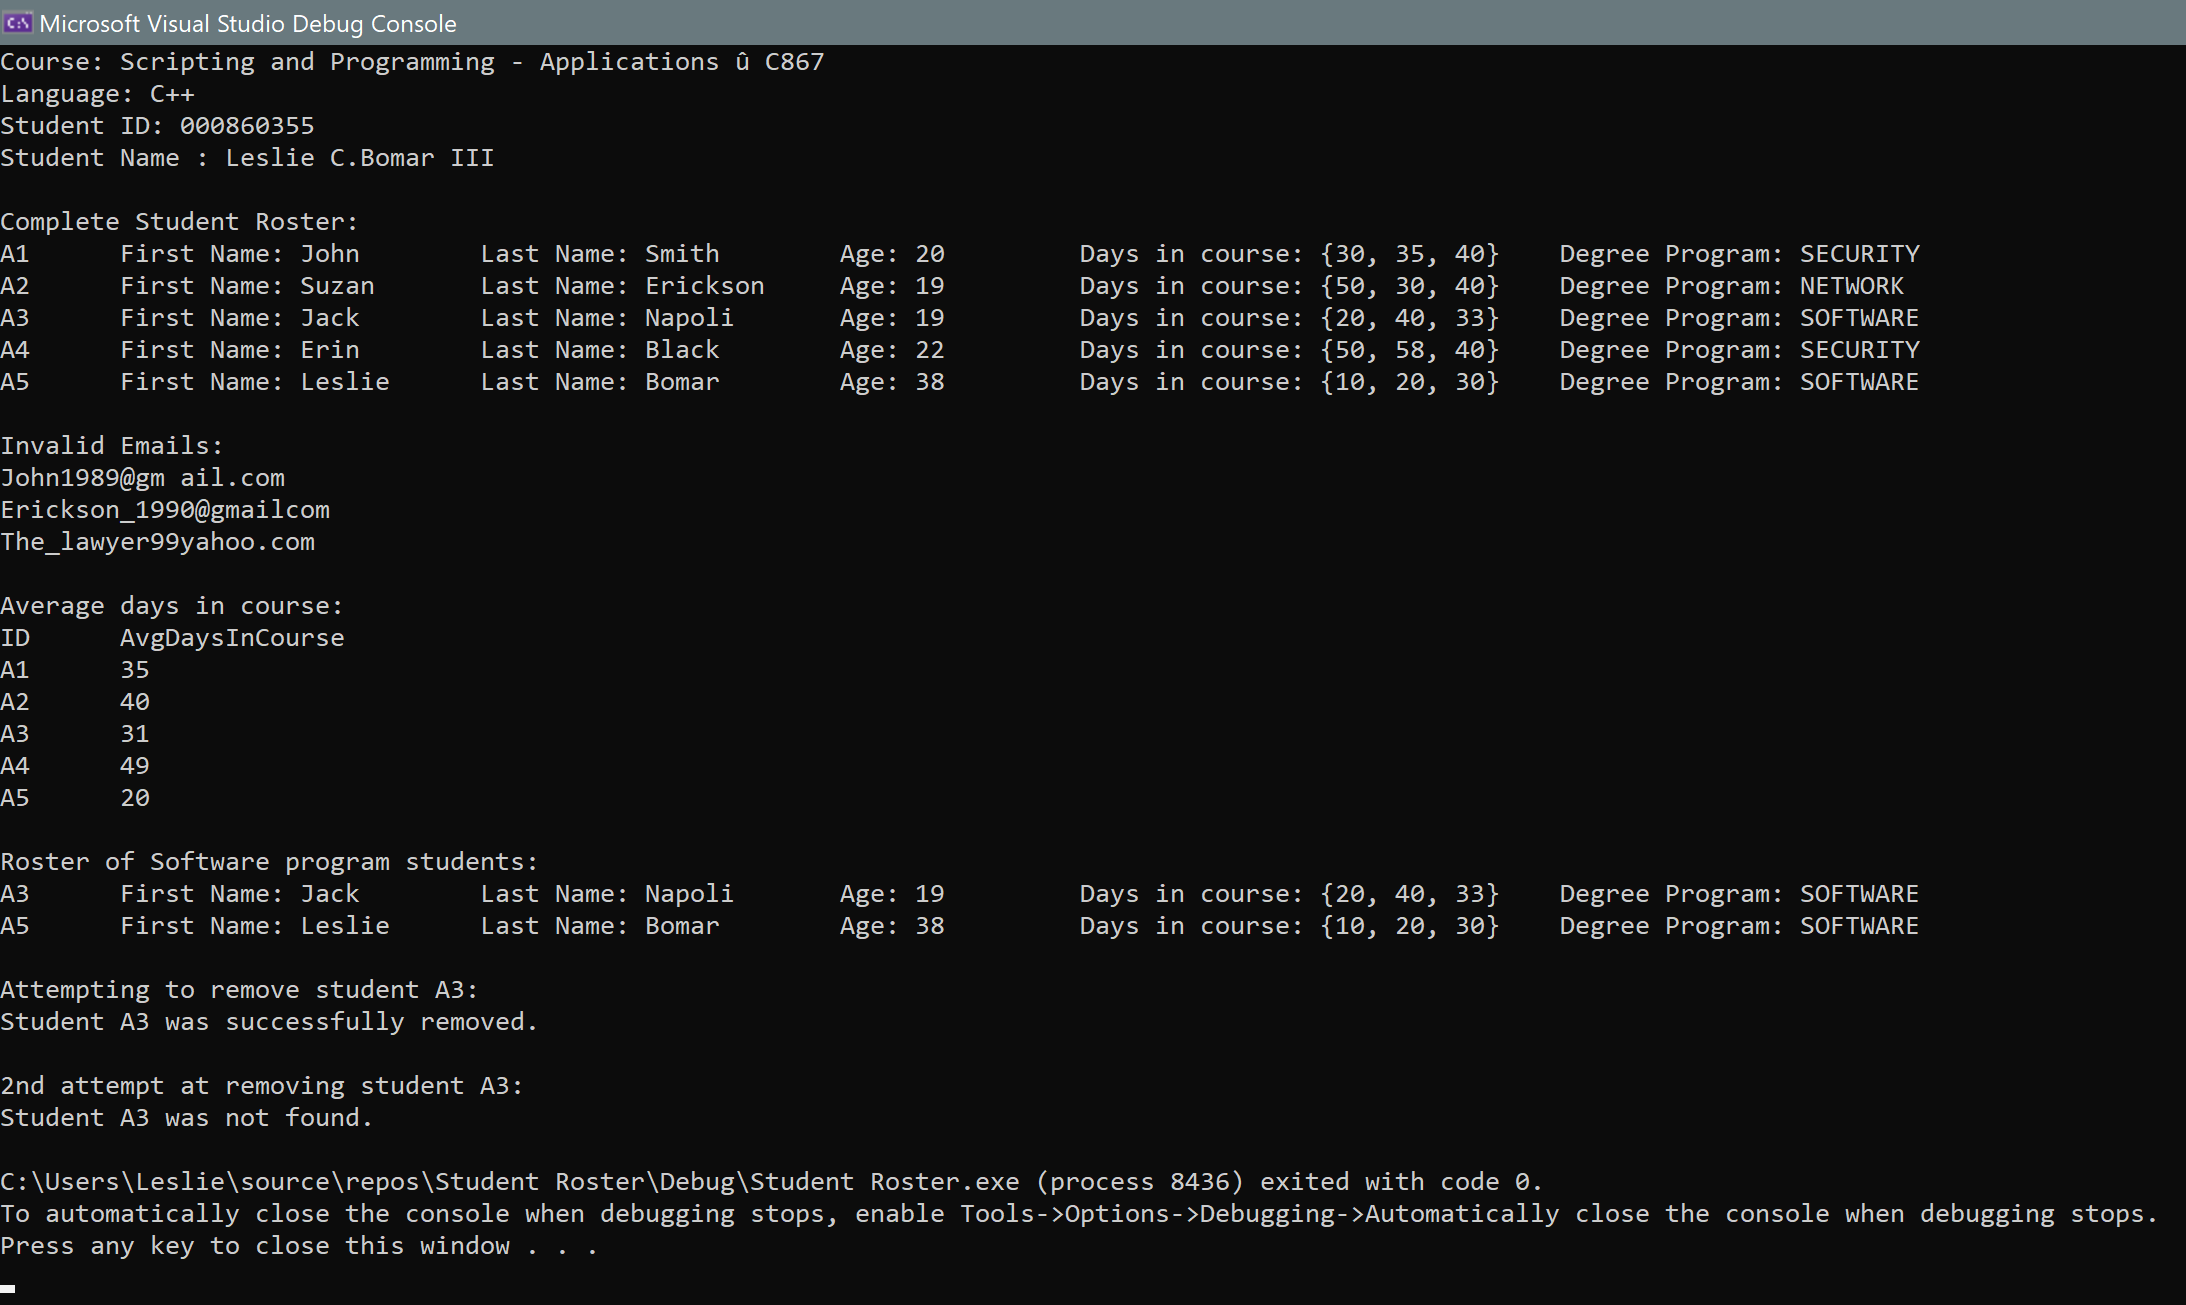 Microsoft Visual Studio Debug Console
Course: Scripting and Programming - Applications û C867
Language: C++
Student ID: 000860355
Student Name : Leslie C.Bomar III
Complete Student Roster:
A1 First Name: John Last Name: Smith Age: 20 Days in course: {30, 35, 40} Degree Program: SECURITY
A2 First Name: Suzan Last Name: Erickson Age: 19 Days in course: {50, 30, 40} Degree Program: NETWORK
A3 First Name: Jack Last Name: Napoli Age: 19 Days in course: {20, 40, 33} Degree Program: SOFTWARE
A4 First Name: Erin Last Name: Black Age: 22 Days in course: {50, 58, 40} Degree Program: SECURITY
A5 First Name: Leslie Last Name: Bomar Age: 38 Days in course: {10, 20, 30} Degree Program: SOFTWARE
Invalid Emails:
John1989@gm ail.com
Erickson_1990@gmailcom
The_lawyer99yahoo.com
Average days in course:
ID AvgDaysInCourse
A1 35
A2 40
A3 31
A4 49
A5 20
Roster of Software program students:
A3 First Name: Jack Last Name: Napoli Age: 19 Days in course: {20, 40, 33} Degree Program: SOFTWARE
A5 First Name: Leslie Last Name: Bomar Age: 38 Days in course: {10, 20, 30} Degree Program: SOFTWARE
Attempting to remove student A3:
Student A3 was successfully removed.
2nd attempt at removing student A3:
Student A3 was not found.
C:\Users\Leslie\source\repos\Student Roster\Debug\Student Roster.exe (process 8436) exited with code 0.
To automatically close the console when debugging stops, enable Tools->Options->Debugging->Automatically close the console when debugging stops.
Press any key to close this window . . .